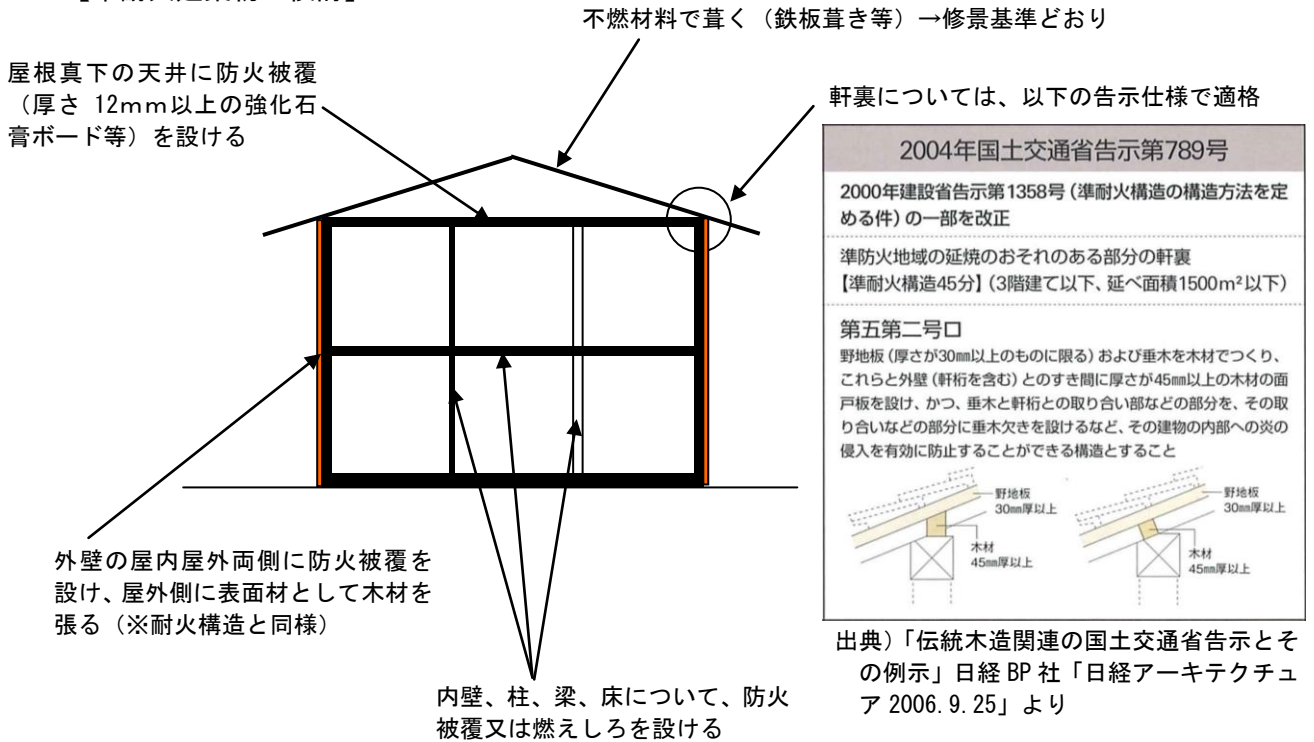 不燃材料で葺く（鉄板葺き等）→修景基準どおり
屋根真下の天井に防火被覆
（厚さ 12mm以上の強化石
膏ボード等）を設ける
軒裏については、以下の告示仕様で適格
2004年国土交通省告示第789号
2000年建設省告示第1358号（準耐火構造の構造方法を定
める件）の一部を改正
準防火地域の延焼のおそれのある部分の軒裏
【準耐火構造45分】（3階建て以下、延べ面積1500m²以下）
第五第二号ロ
野地板（厚さが30㎜以上のものに限る）および垂木を木材でつくり、
これらと外壁（軒桁を含む）とのすき間に厚さが45㎜以上の木材の面
戸板を設け、かつ、垂木と軒桁との取り合い部などの部分を、その取
り合いなどの部分に垂木欠きを設けるなど、その建物の内部への炎の
侵入を有効に防止することができる構造とすること
野地板
30㎜厚以上
木材
45㎜厚以上
野地板
30㎜厚以上
木材
45㎜厚以上
外壁の屋内屋外両側に防火被覆を
設け、屋外側に表面材として木材を
張る（※耐火構造と同様）
内壁、柱、梁、床について、防火
被覆又は燃えしろを設ける
出典）「伝統木造関連の国土交通省告示とそ
の例示」日経 BP 社「日経アーキテクチュ
ア 2006.9.25」より